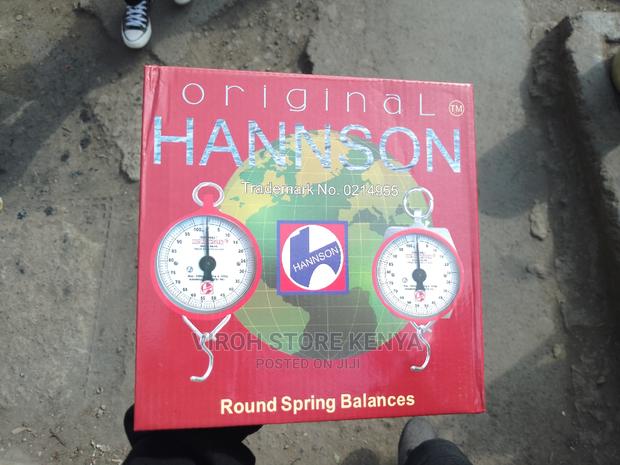 original TM
HANNSON
Trademark No. 0214955
HANNSON
VIROH STORE KENYA
POSTED ON JIJI
Round Spring Balances